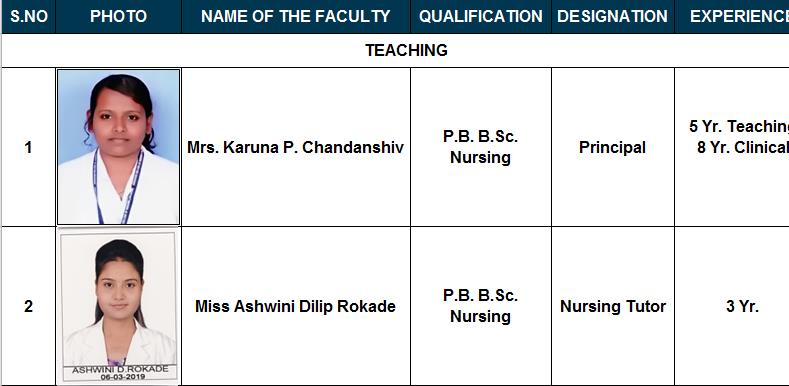 S.NO PHOTO NAME OF THE FACULTY QUALIFICATION DESIGNATION EXPERIENCE
TEACHING
1 Mrs. Karuna P. Chandanshiv P.B. B.Sc. Nursing Principal 5 Yr. Teaching 8 Yr. Clinical
2 Miss Ashwini Dilip Rokade P.B. B.Sc. Nursing Nursing Tutor 3 Yr.
ASHWINI D.ROKADE
06-03-2019